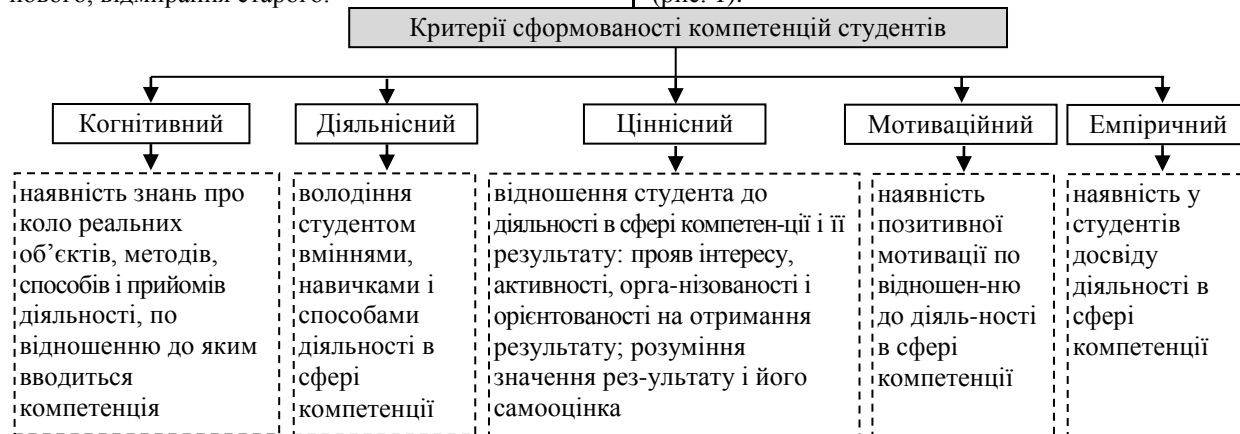 нового, відмирання старого.
(рис. 1).
Критерії сформованості компетенцій студентів
Когнітивний
Діяльнісний
Ціннісний
Мотиваційний
Емпіричний
наявність знань про
коло реальних
об’єктів, методів,
способів і прийомів
діяльності, по
відношенню до яким
вводиться
компетенція
володіння
студентом
вміннями,
навичками і
способами
діяльності в
сфері
компетенції
відношення студента до
діяльності в сфері компетен-ції і її
результату: прояв інтересу,
активності, орга-нізованості і
орієнтованості на отримання
результату; розуміння
значення рез-ультату і його
самооцінка
наявність
позитивної
мотивації по
відношен-ню
до діяль-ності
в сфері
компетенції
наявність у
студентів
досвіду
діяльності в
сфері
компетенції